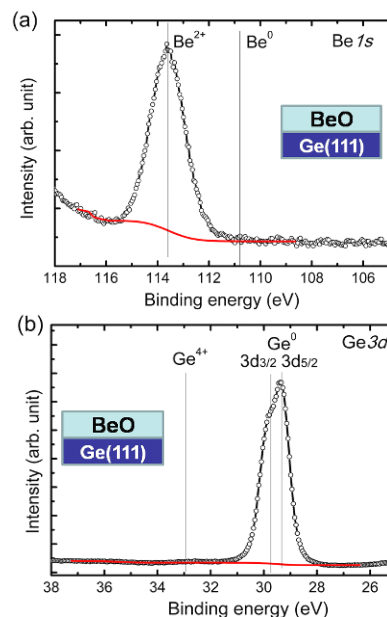 (a)
Be²⁺ Be⁰ Be 1s
BeO
Ge(111)
Intensity (arb. unit)
118 116 114 112 110 108 106
Binding energy (eV)
(b)
Ge⁰ Ge3d
Ge⁴⁺ 3d₃/₂ 3d₅/₂
BeO
Ge(111)
Intensity (arb. unit)
38 36 34 32 30 28 26
Binding energy (eV)